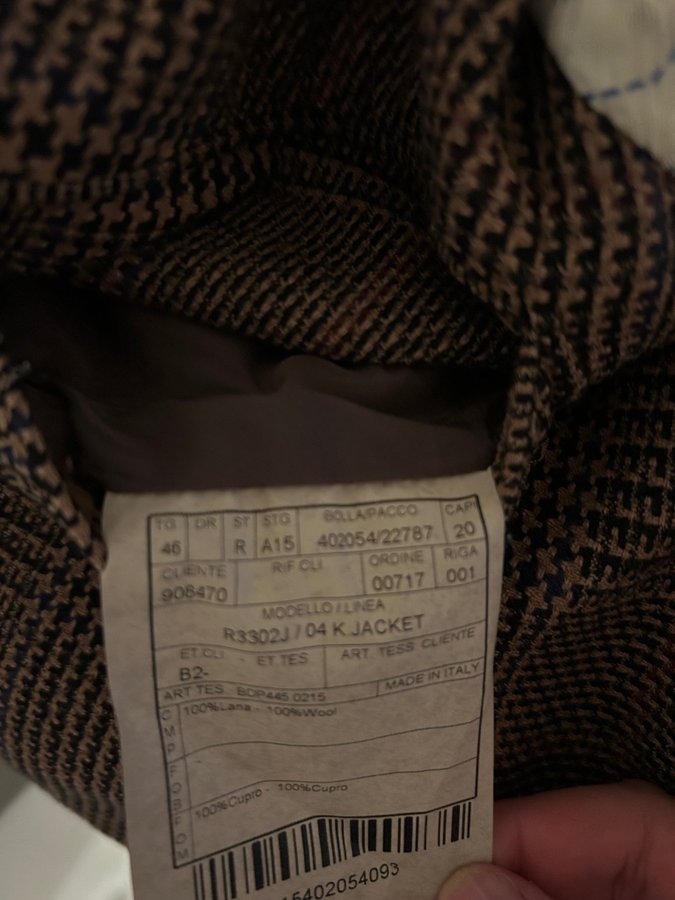 TG DR ST STG BOLLA/PACCO CAPI
46 R A15 402054/22787 20
CLIENTE RIF CLI ORDINE RIGA
908470 00717 001
MODELLO / LINEA
R3302J / 04 K.JACKET
ET.CLI - ET TES ART. TESS CLIENTE
B2-
ART TES BDP445 0215 MADE IN ITALY
C M P
100%Lana - 100%Wool
F O B F O M
100%Cupro - 100%Cupro
15402054093